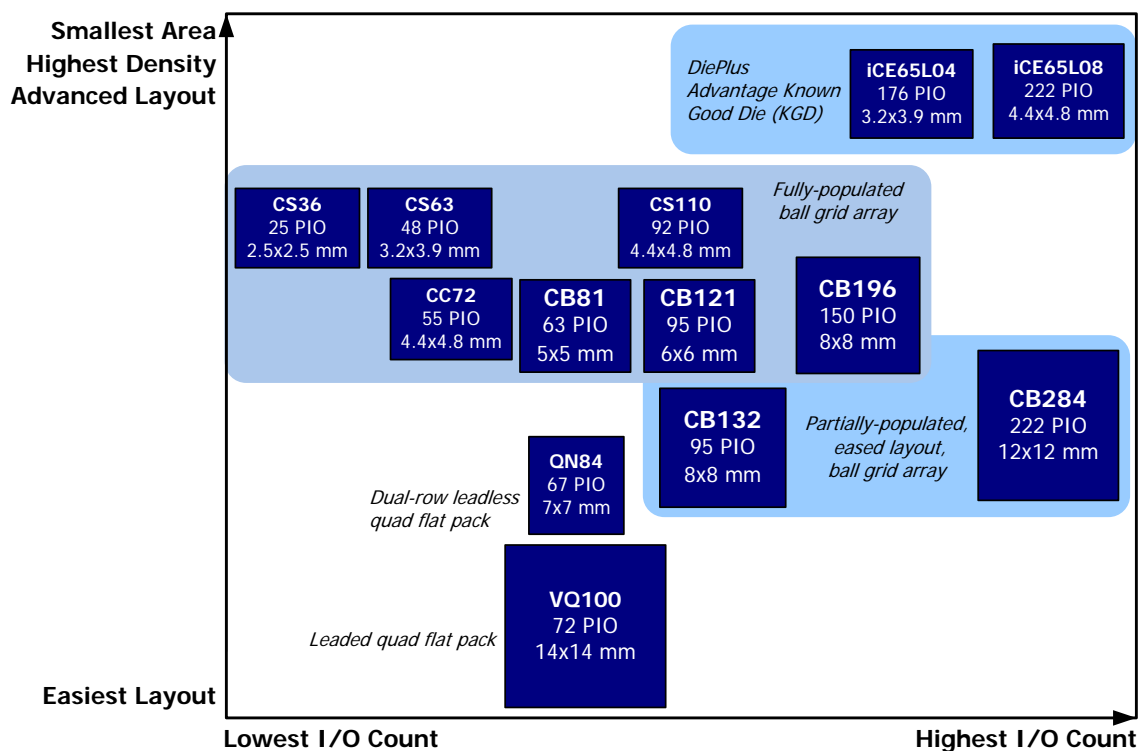 Smallest Area
Highest Density
Advanced Layout
DiePlus
Advantage Known
Good Die (KGD)
iCE65L04
176 PIO
3.2x3.9 mm
iCE65L08
222 PIO
4.4x4.8 mm
CS36
25 PIO
2.5x2.5 mm
CS63
48 PIO
3.2x3.9 mm
CS110
92 PIO
4.4x4.8 mm
Fully-populated
ball grid array
CC72
55 PIO
4.4x4.8 mm
CB81
63 PIO
5x5 mm
CB121
95 PIO
6x6 mm
CB196
150 PIO
8x8 mm
CB132
95 PIO
8x8 mm
Partially-populated,
eased layout,
ball grid array
CB284
222 PIO
12x12 mm
Dual-row leadless
quad flat pack
QN84
67 PIO
7x7 mm
Leaded quad flat pack
VQ100
72 PIO
14x14 mm
Easiest Layout
Lowest I/O Count
Highest I/O Count